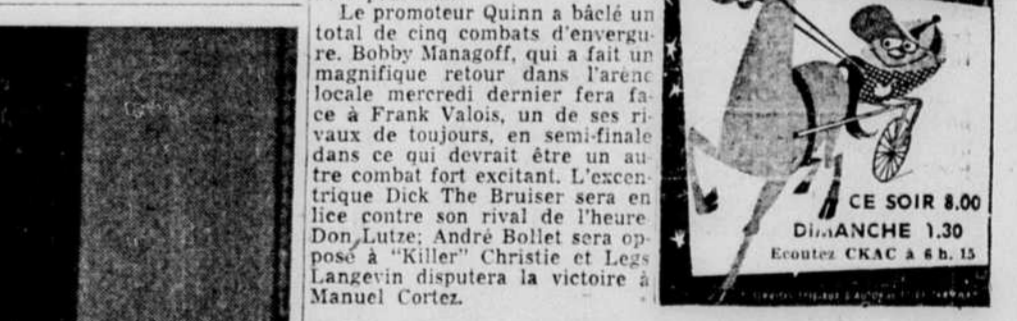 Le promoteur Quinn a bâclé un
total de cinq combats d'envergu-
re. Bobby Managoff, qui a fait un
magnifique retour dans l'arène
locale mercredi dernier fera fa-
ce à Frank Valois, un de ses ri-
vaux de toujours, en semi-finale
dans ce qui devrait être un au-
tre combat fort excitant. L'excen-
trique Dick The Bruiser sera en
lice contre son rival de l'heure
Don Lutze; André Bollet sera op-
posé à "Killer" Christie et Legs
Langevin disputera la victoire à
Manuel Cortez.
CE SOIR 8.00
DIMANCHE 1.30
Ecoutez CKAC à 6 h. 15